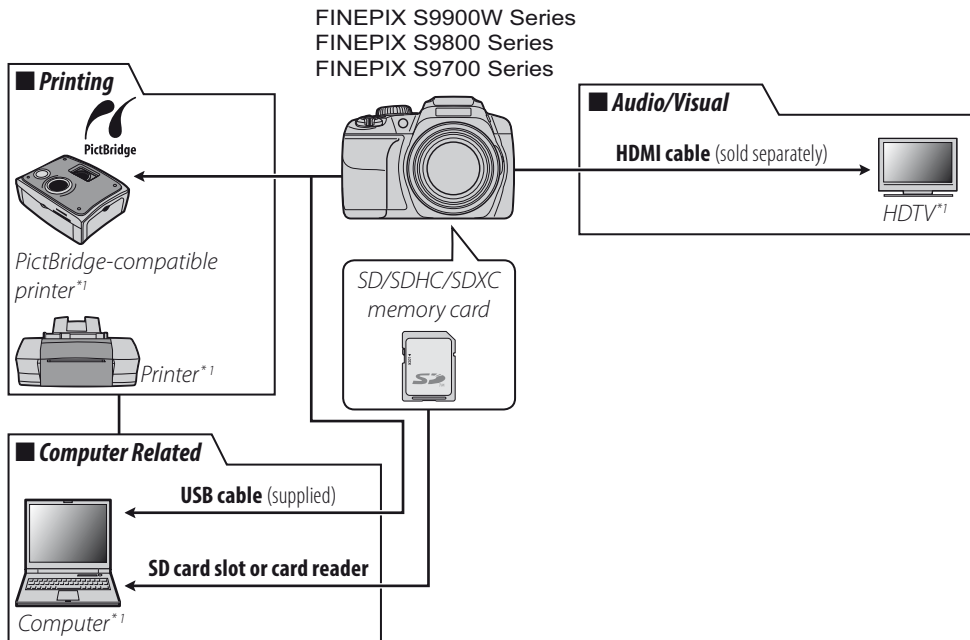 FINEPIX S9900W Series
FINEPIX S9800 Series
FINEPIX S9700 Series
■ Printing
PictBridge
PictBridge-compatible
printer*1
Printer*1
■ Audio/Visual
HDMI cable (sold separately)
HDTV*1
SD/SDHC/SDXC
memory card
SD
■ Computer Related
USB cable (supplied)
SD card slot or card reader
Computer*1